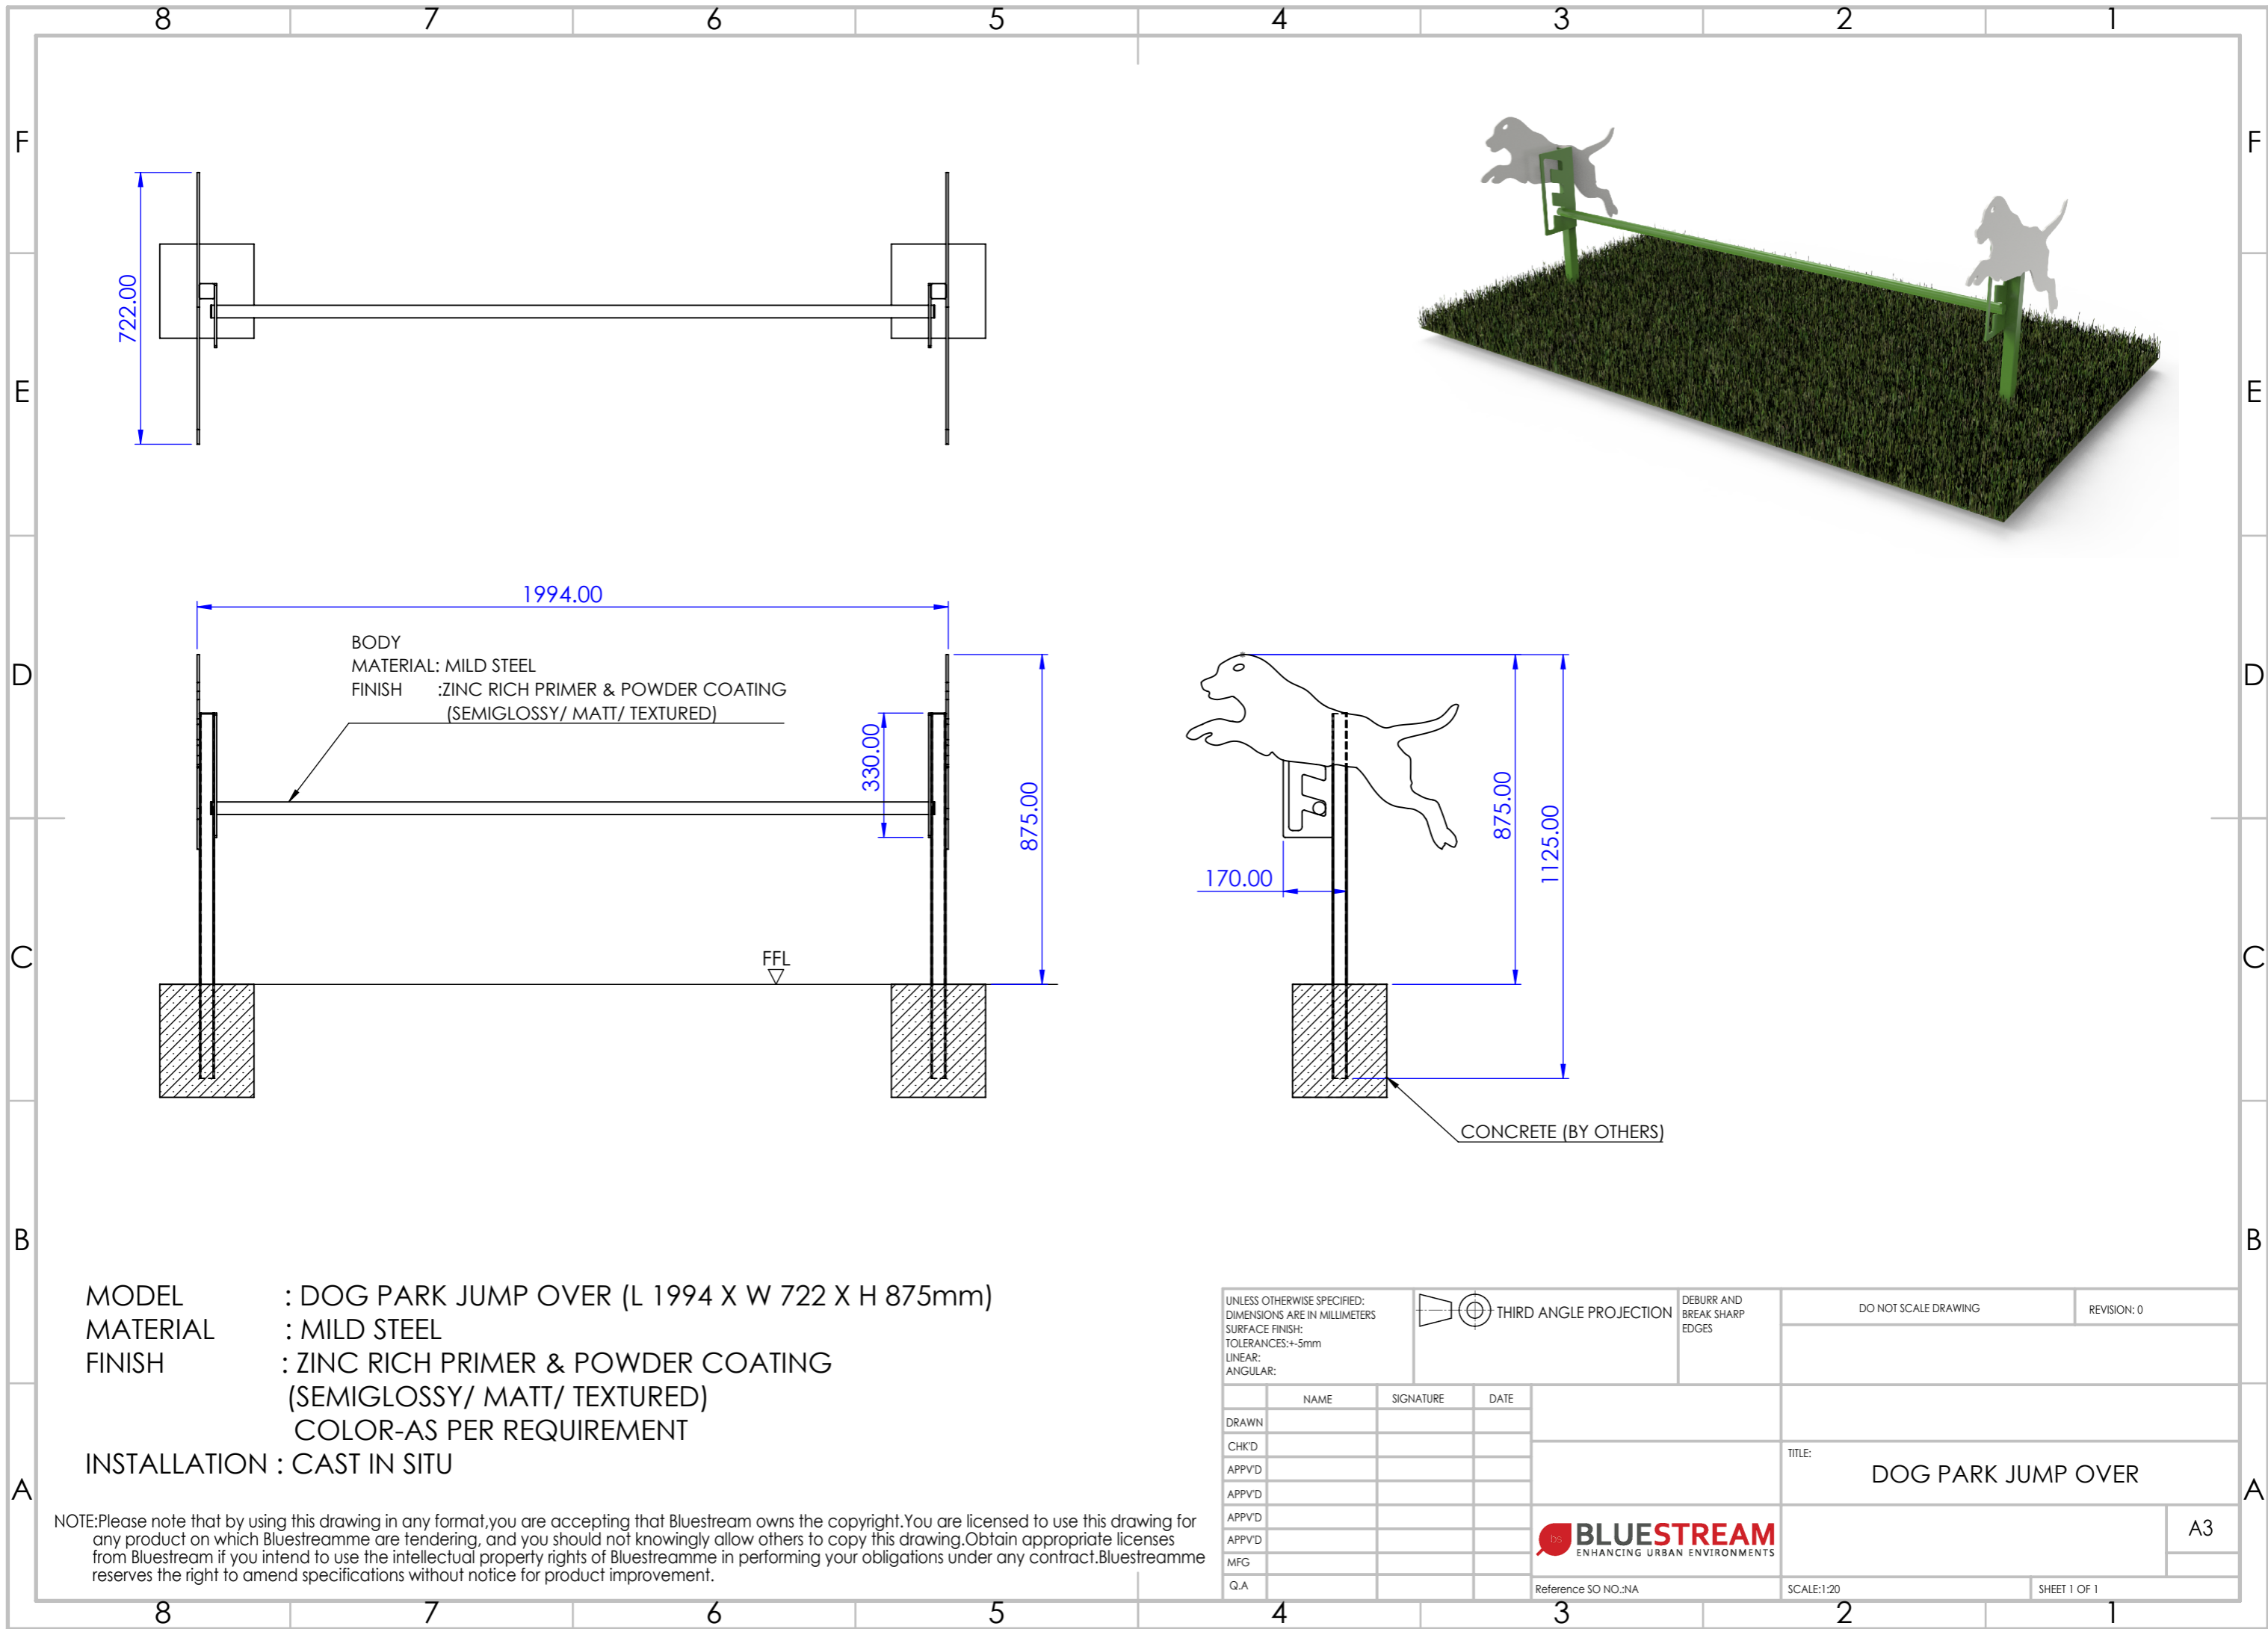 8 7 6 5 4 3 2 1
F F
E E
D D
C C
B B
A A
722.00
1994.00
BODY
MATERIAL: MILD STEEL
FINISH :ZINC RICH PRIMER & POWDER COATING
(SEMIGLOSSY/ MATT/ TEXTURED)
330.00
875.00
FFL
170.00
875.00
1125.00
CONCRETE (BY OTHERS)
MODEL : DOG PARK JUMP OVER (L 1994 X W 722 X H 875mm)
MATERIAL : MILD STEEL
FINISH : ZINC RICH PRIMER & POWDER COATING
(SEMIGLOSSY/ MATT/ TEXTURED)
COLOR-AS PER REQUIREMENT
INSTALLATION : CAST IN SITU
NOTE:Please note that by using this drawing in any format,you are accepting that Bluestream owns the copyright.You are licensed to use this drawing for
any product on which Bluestreamme are tendering, and you should not knowingly allow others to copy this drawing.Obtain appropriate licenses
from Bluestream if you intend to use the intellectual property rights of Bluestreamme in performing your obligations under any contract.Bluestreamme
reserves the right to amend specifications without notice for product improvement.
UNLESS OTHERWISE SPECIFIED:
DIMENSIONS ARE IN MILLIMETERS
SURFACE FINISH:
TOLERANCES:+-5mm
LINEAR:
ANGULAR:
THIRD ANGLE PROJECTION
DEBURR AND
BREAK SHARP
EDGES
DO NOT SCALE DRAWING
REVISION: 0
NAME SIGNATURE DATE
DRAWN
CHK'D
APPV'D
APPV'D
APPV'D
APPV'D
MFG
Q.A
TITLE:
DOG PARK JUMP OVER
bs BLUESTREAM
ENHANCING URBAN ENVIRONMENTS
A3
Reference SO NO.:NA
SCALE:1:20
SHEET 1 OF 1
8 7 6 5 4 3 2 1